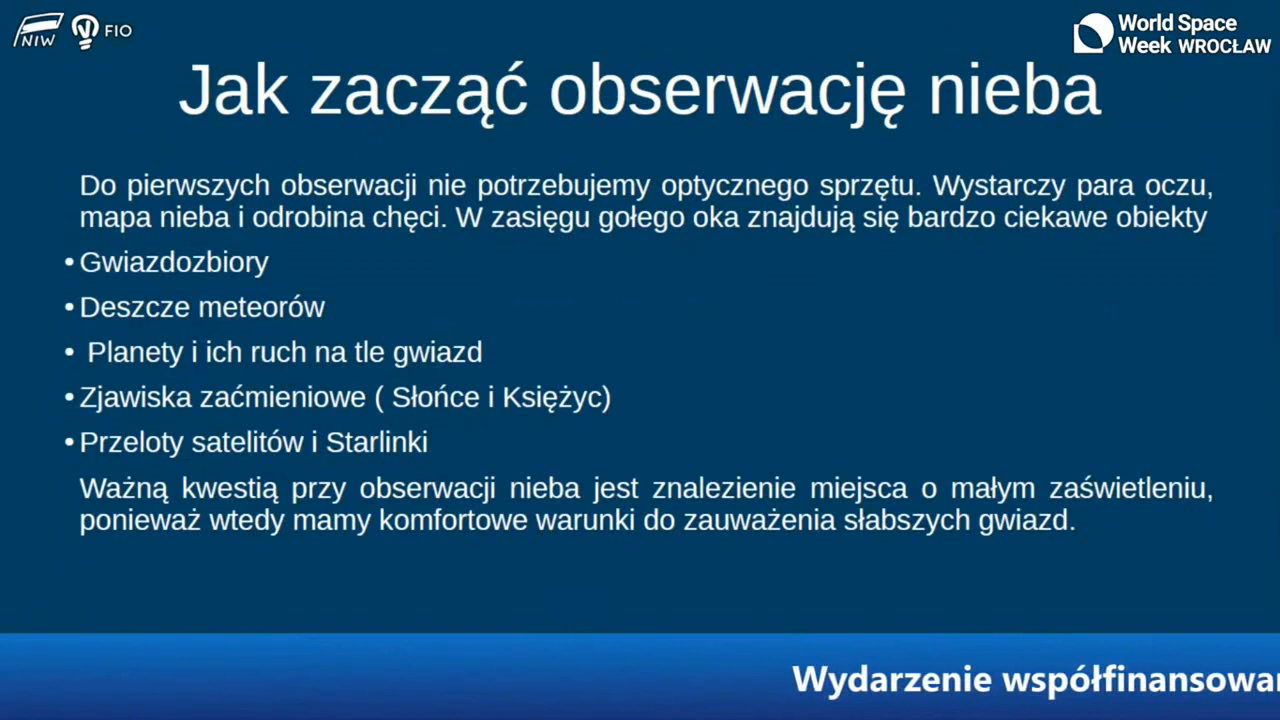 NIW FIO
World Space
Week WROCŁAW
Jak zacząć obserwację nieba
Do pierwszych obserwacji nie potrzebujemy optycznego sprzętu. Wystarczy para oczu,
mapa nieba i odrobina chęci. W zasięgu gołego oka znajdują się bardzo ciekawe obiekty
• Gwiazdozbiory
• Deszcze meteorów
• Planety i ich ruch na tle gwiazd
• Zjawiska zaćmieniowe ( Słońce i Księżyc)
• Przeloty satelitów i Starlinki
Ważną kwestią przy obserwacji nieba jest znalezienie miejsca o małym zaświetleniu,
ponieważ wtedy mamy komfortowe warunki do zauważenia słabszych gwiazd.
Wydarzenie